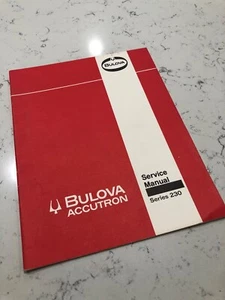 BULOVA
Service
Manual
Series 230
BULOVA
ACCUTRON